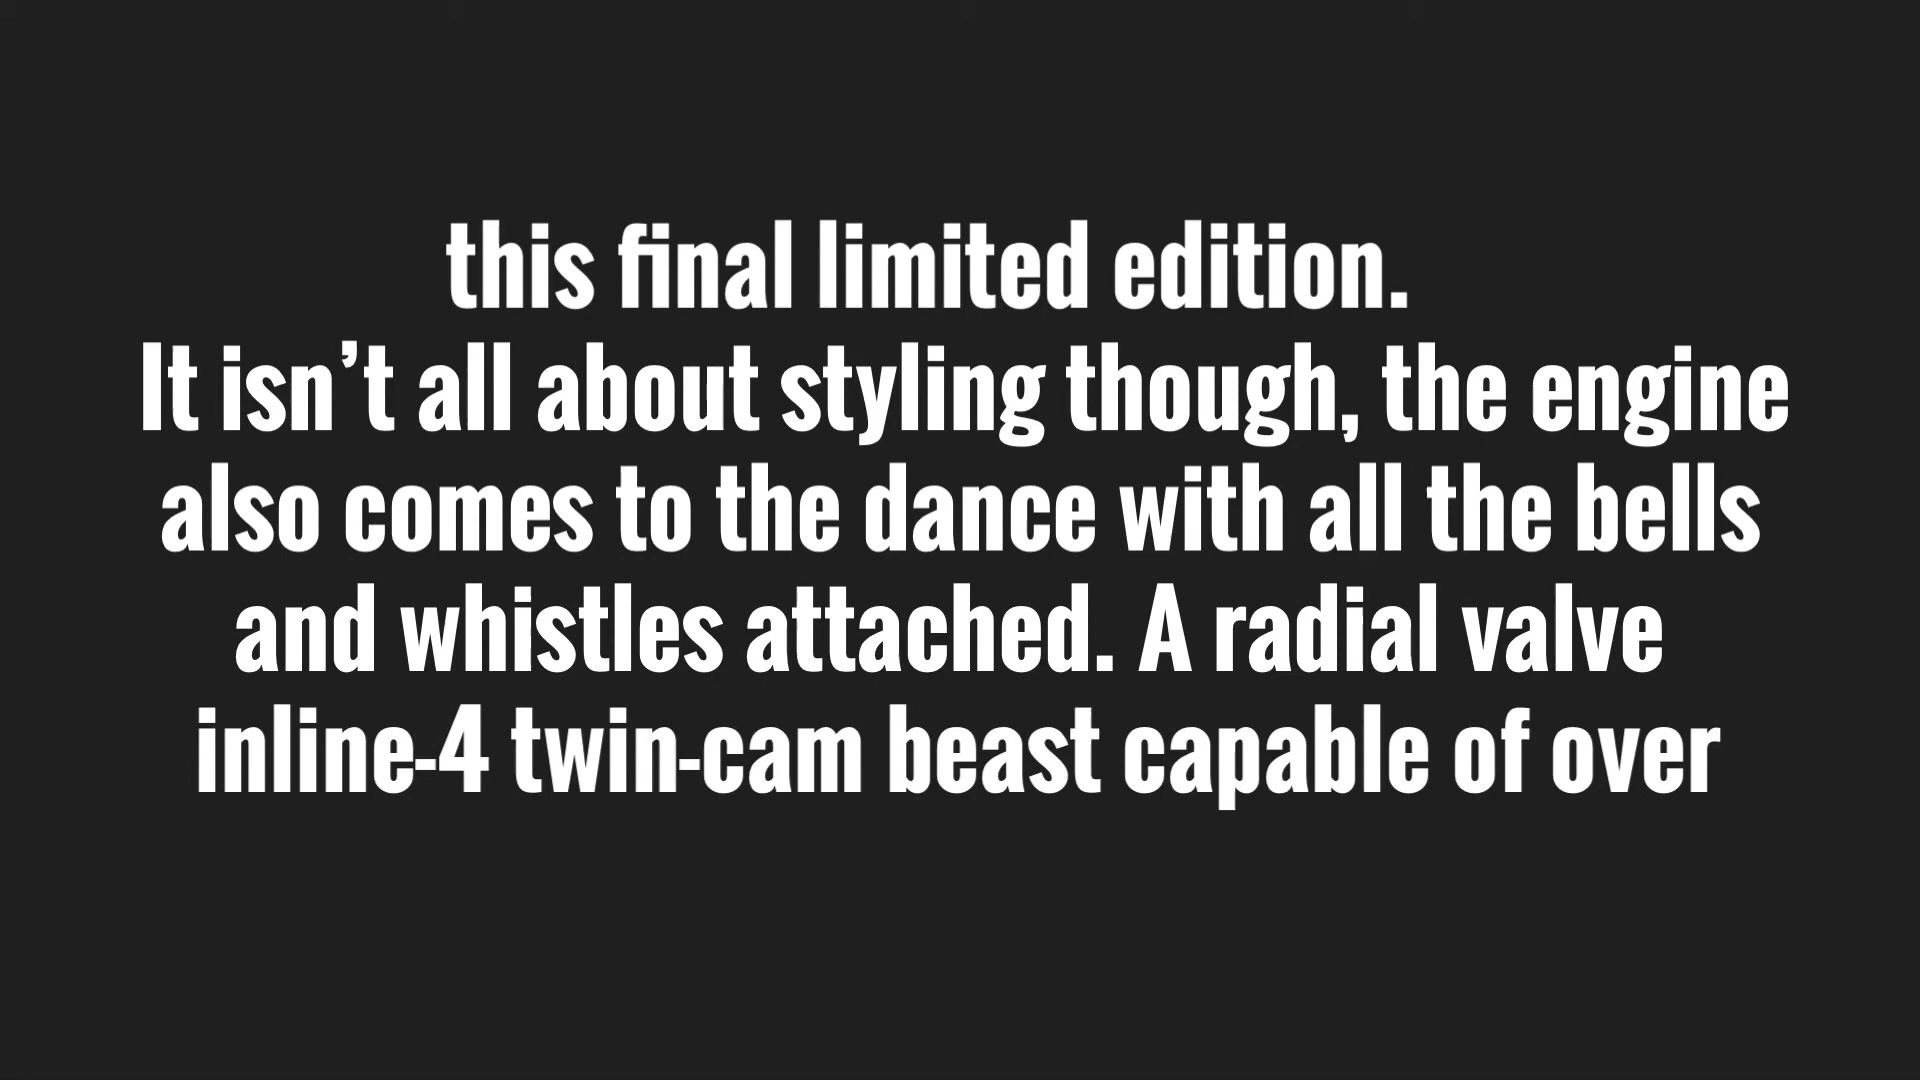 this final limited edition.
It isn’t all about styling though, the engine
also comes to the dance with all the bells
and whistles attached. A radial valve
inline-4 twin-cam beast capable of over